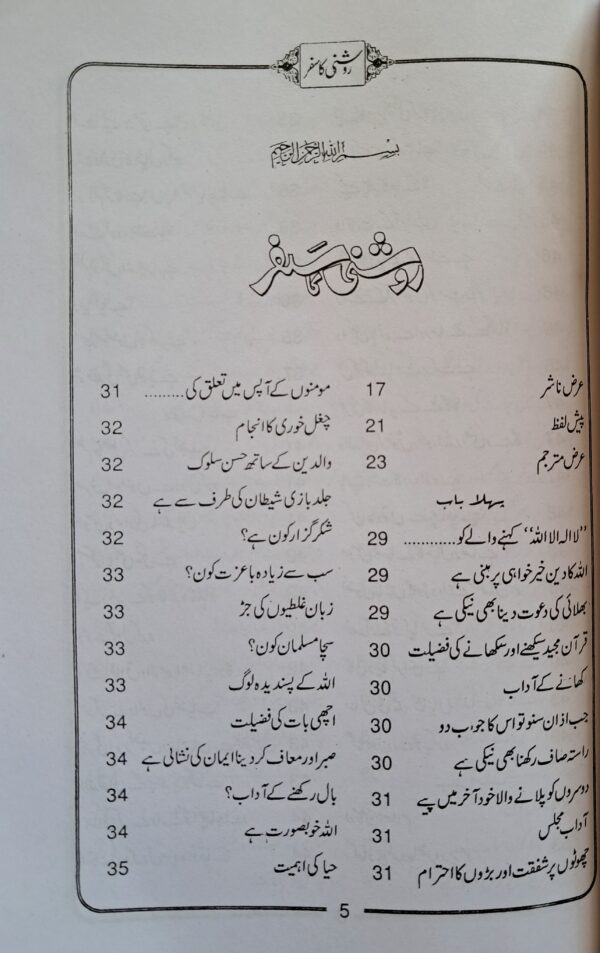 روشنی کا سفر
بسم اللہ الرحمن الرحیم
روشنی کا سفر
عرض ناشر 17
پیش لفظ 21
عرض مترجم 23
پہلا باب
”لا الہ الا اللہ“ کہنے والے کو............ 29
اللہ کا دین خیر خواہی پر مبنی ہے 29
بھلائی کی دعوت دینا بھی نیکی ہے 29
قرآن مجید سیکھنے اور سکھانے کی فضیلت 30
کھانے کے آداب 30
جب اذان سنو تو اس کا جواب دو 30
راستہ صاف رکھنا بھی نیکی ہے 30
دوسروں کو پلانے والا خود آخر میں پیے 31
آداب مجلس 31
چھوٹوں پر شفقت اور بڑوں کا احترام 31
مومنوں کے آپس میں تعلق کی ......... 31
چغل خوری کا انجام 32
والدین کے ساتھ حسن سلوک 32
جلد بازی شیطان کی طرف سے ہے 32
شکر گزار کون ہے؟ 32
سب سے زیادہ با عزت کون؟ 33
زبان غلطیوں کی جڑ 33
سچا مسلمان کون؟ 33
اللہ کے پسندیدہ لوگ 33
اچھی بات کی فضیلت 34
صبر اور معاف کر دینا ایمان کی نشانی ہے 34
بال رکھنے کے آداب؟ 34
اللہ خوبصورت ہے 34
حیا کی اہمیت 35
5